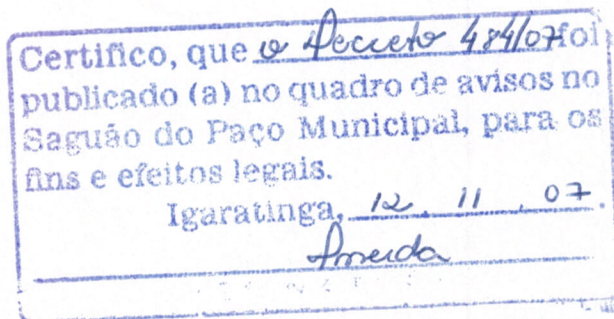 Certifico, que o Decreto 484/07 foi
publicado (a) no quadro de avisos no
Saguão do Paço Municipal, para os
fins e efeitos legais.
Igaratinga, 12. 11. 07.